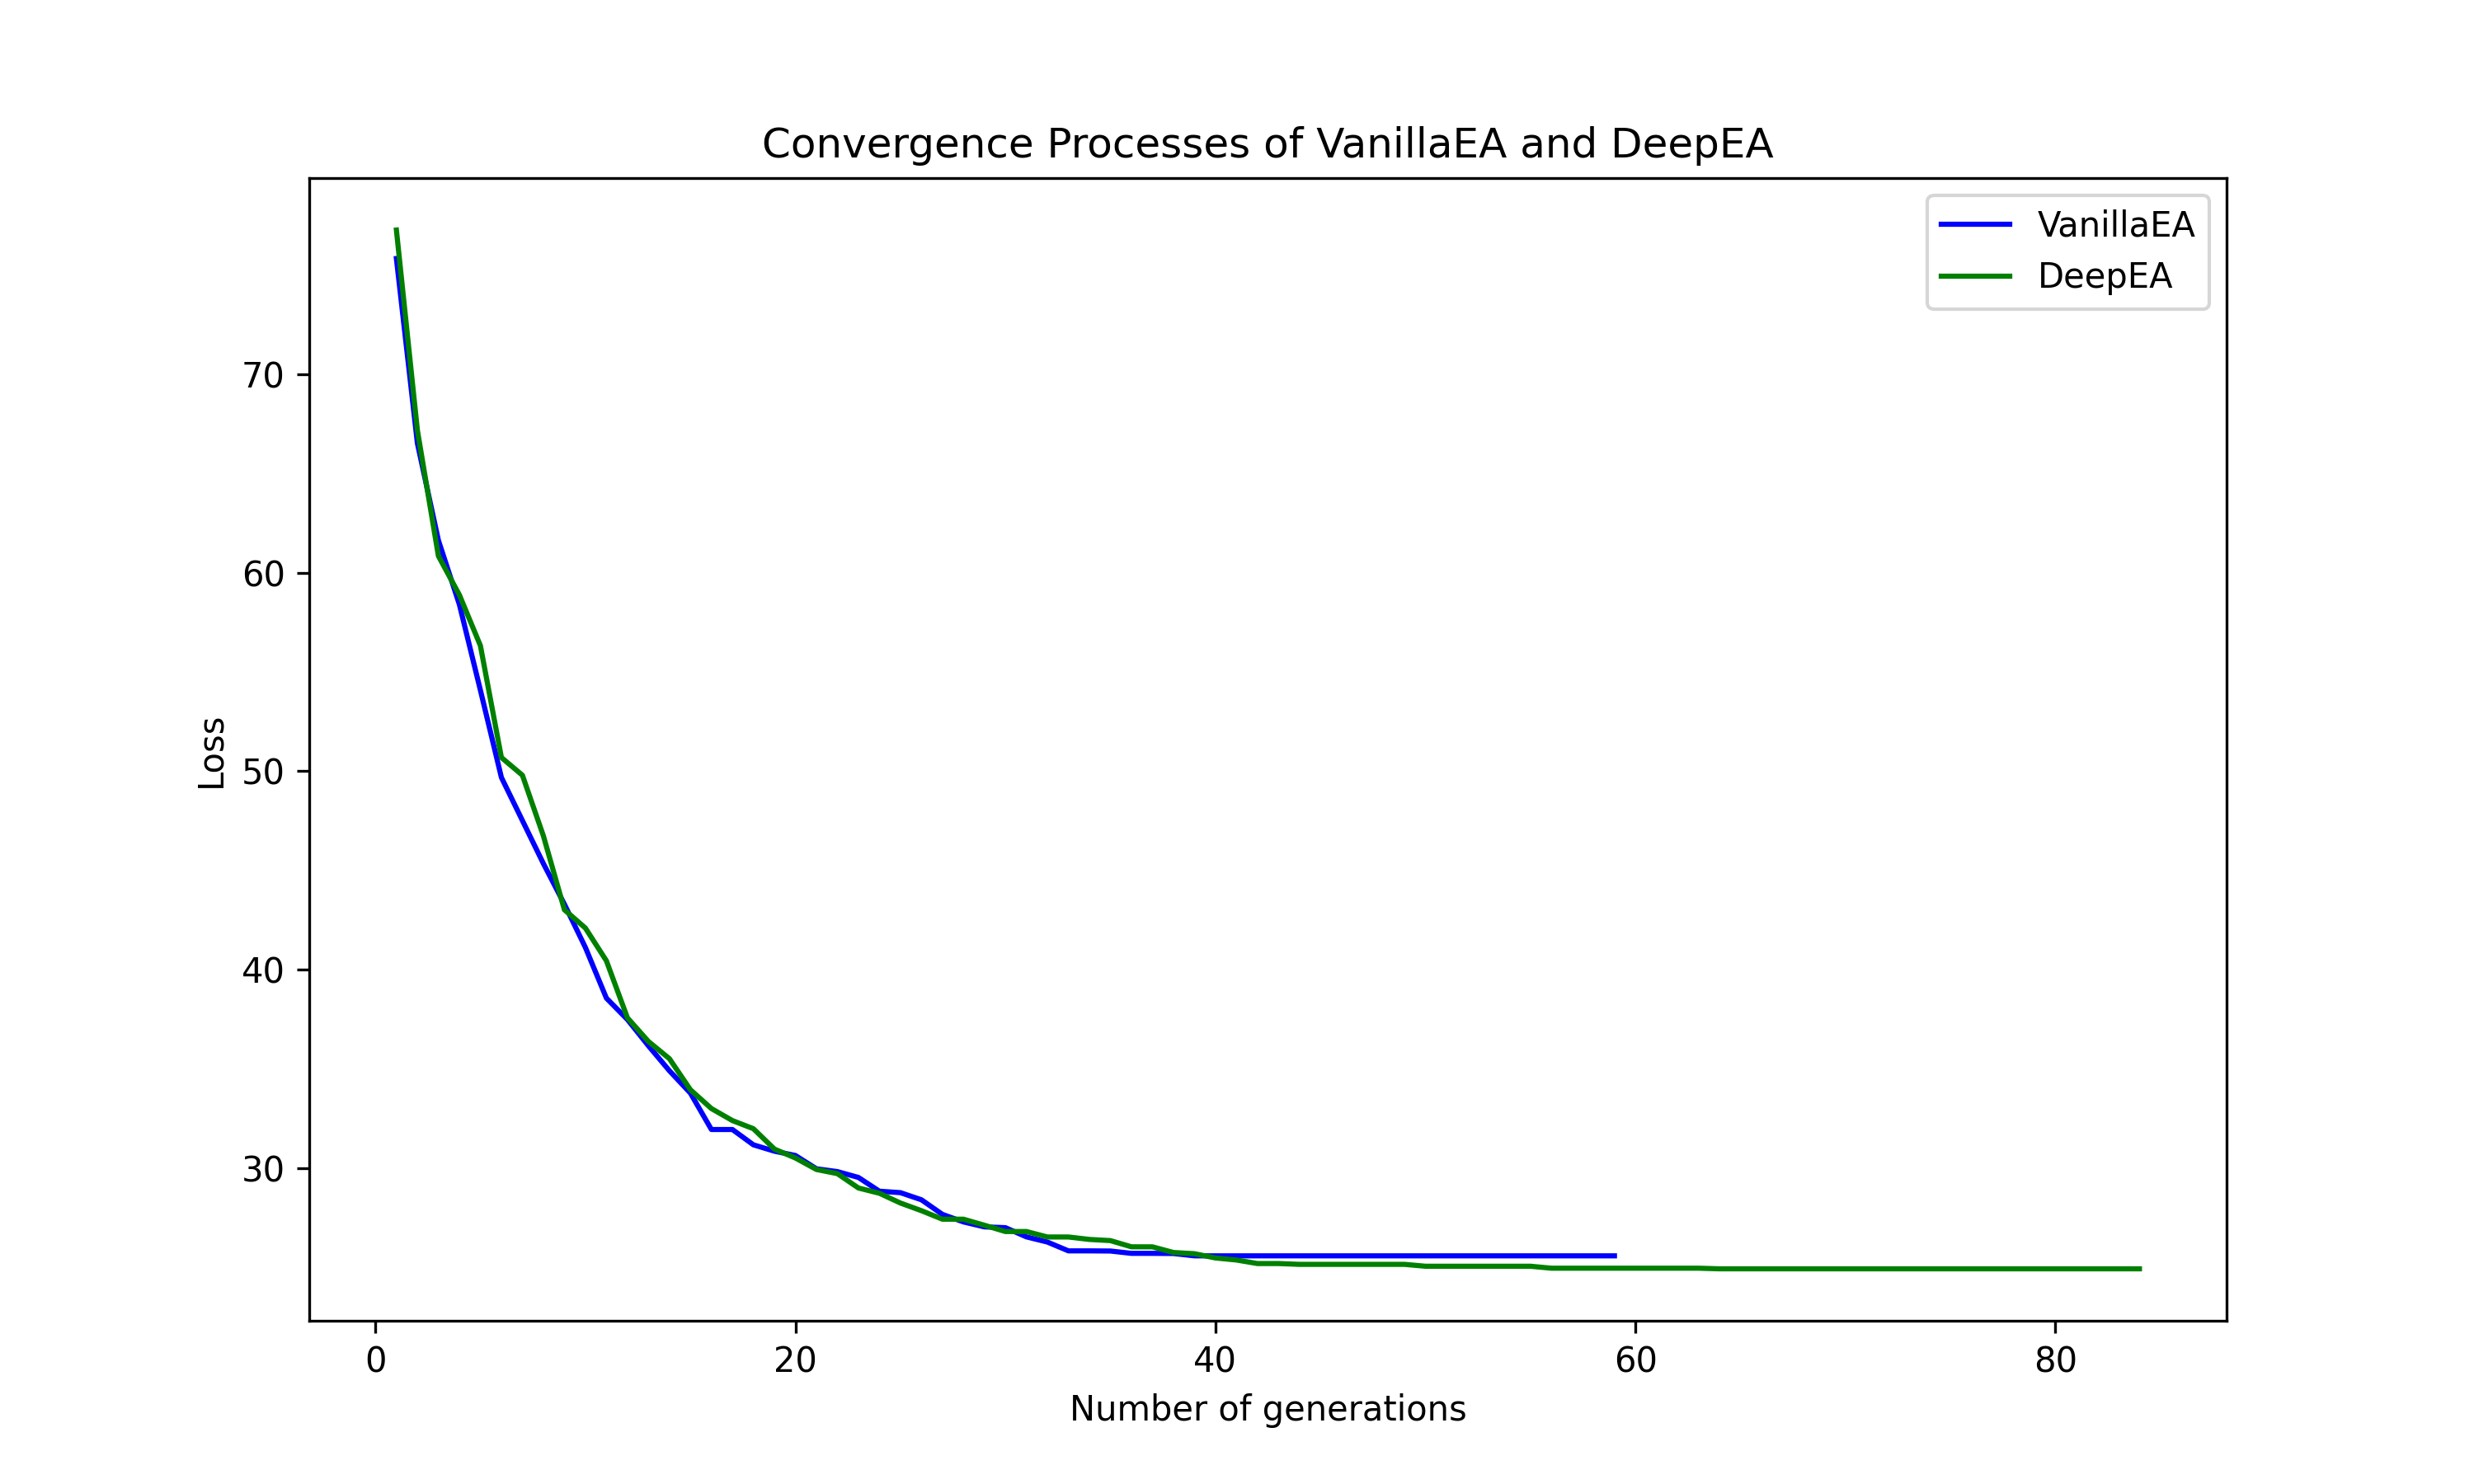 Convergence Processes of VanillaEA and DeepEA
VanillaEA
DeepEA
Loss
70
60
50
40
30
0 20 40 60 80
Number of generations